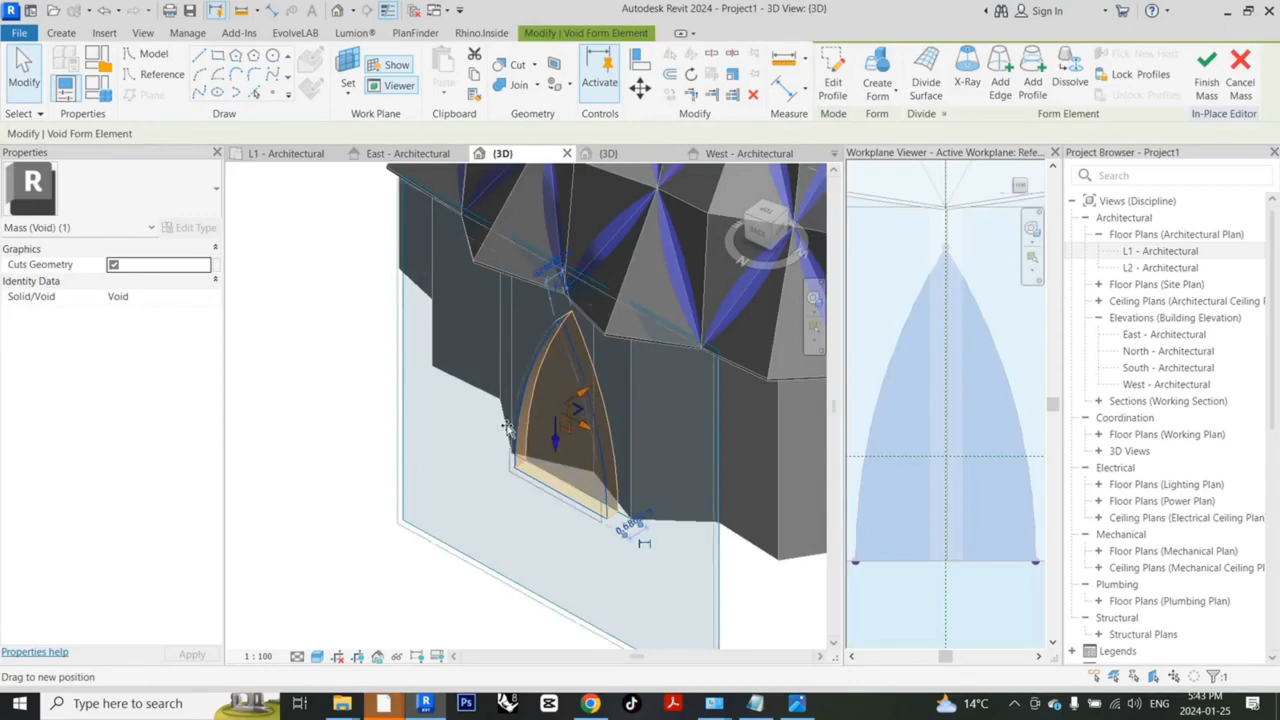 Autodesk Revit 2024 - Project1 - 3D View: {3D}
Sign In
File Create Insert View Manage Add-Ins EvolveLAB Lumion® PlanFinder Rhino.Inside Modify | Void Form Element
Modify
Model
Reference
Plane
Set
Show
Viewer
Paste
Cut
Join
Activate
Edit Profile
Create Form
Divide Surface
X-Ray
Add Edge
Add Profile
Dissolve
Pick New Host
Lock Profiles
Unlock Profiles
Finish Mass
Cancel Mass
Select Properties Draw Work Plane Clipboard Geometry Controls Modify Measure Mode Form Divide Form Element In-Place Editor
Modify | Void Form Element
Properties
R
Mass (Void) (1)
Edit Type
Graphics
Cuts Geometry
Identity Data
Solid/Void Void
Properties help
Apply
L1 - Architectural
East - Architectural
(3D)
(3D)
West - Architectural
BACK
1 : 100
Workplane Viewer - Active Workplane: Refe
Project Browser - Project1
Search
Views (Discipline)
Architectural
Floor Plans (Architectural Plan)
L1 - Architectural
L2 - Architectural
Floor Plans (Site Plan)
Ceiling Plans (Architectural Ceiling
Elevations (Building Elevation)
East - Architectural
North - Architectural
South - Architectural
West - Architectural
Sections (Working Section)
Coordination
Floor Plans (Working Plan)
3D Views
Electrical
Floor Plans (Lighting Plan)
Floor Plans (Power Plan)
Ceiling Plans (Electrical Ceiling Plan
Mechanical
Floor Plans (Mechanical Plan)
Ceiling Plans (Mechanical Ceiling Pl
Plumbing
Floor Plans (Plumbing Plan)
Structural
Structural Plans
Legends
Drag to new position
:1
Type here to search
14°C
5:43 PM
2024-01-25